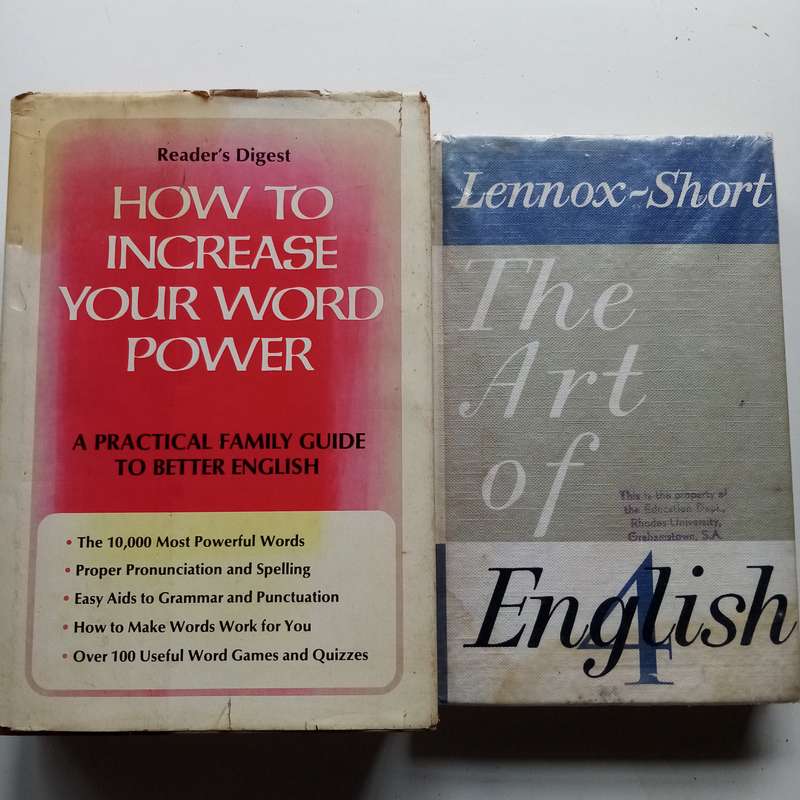 Reader's Digest
HOW TO
INCREASE
YOUR WORD
POWER
A PRACTICAL FAMILY GUIDE
TO BETTER ENGLISH
• The 10,000 Most Powerful Words
• Proper Pronunciation and Spelling
• Easy Aids to Grammar and Punctuation
• How to Make Words Work for You
• Over 100 Useful Word Games and Quizzes
Lennox-Short
The
Art
of
This is the property of
the Education Dept.,
Rhodes University,
Grahamstown, S.A.
English
4